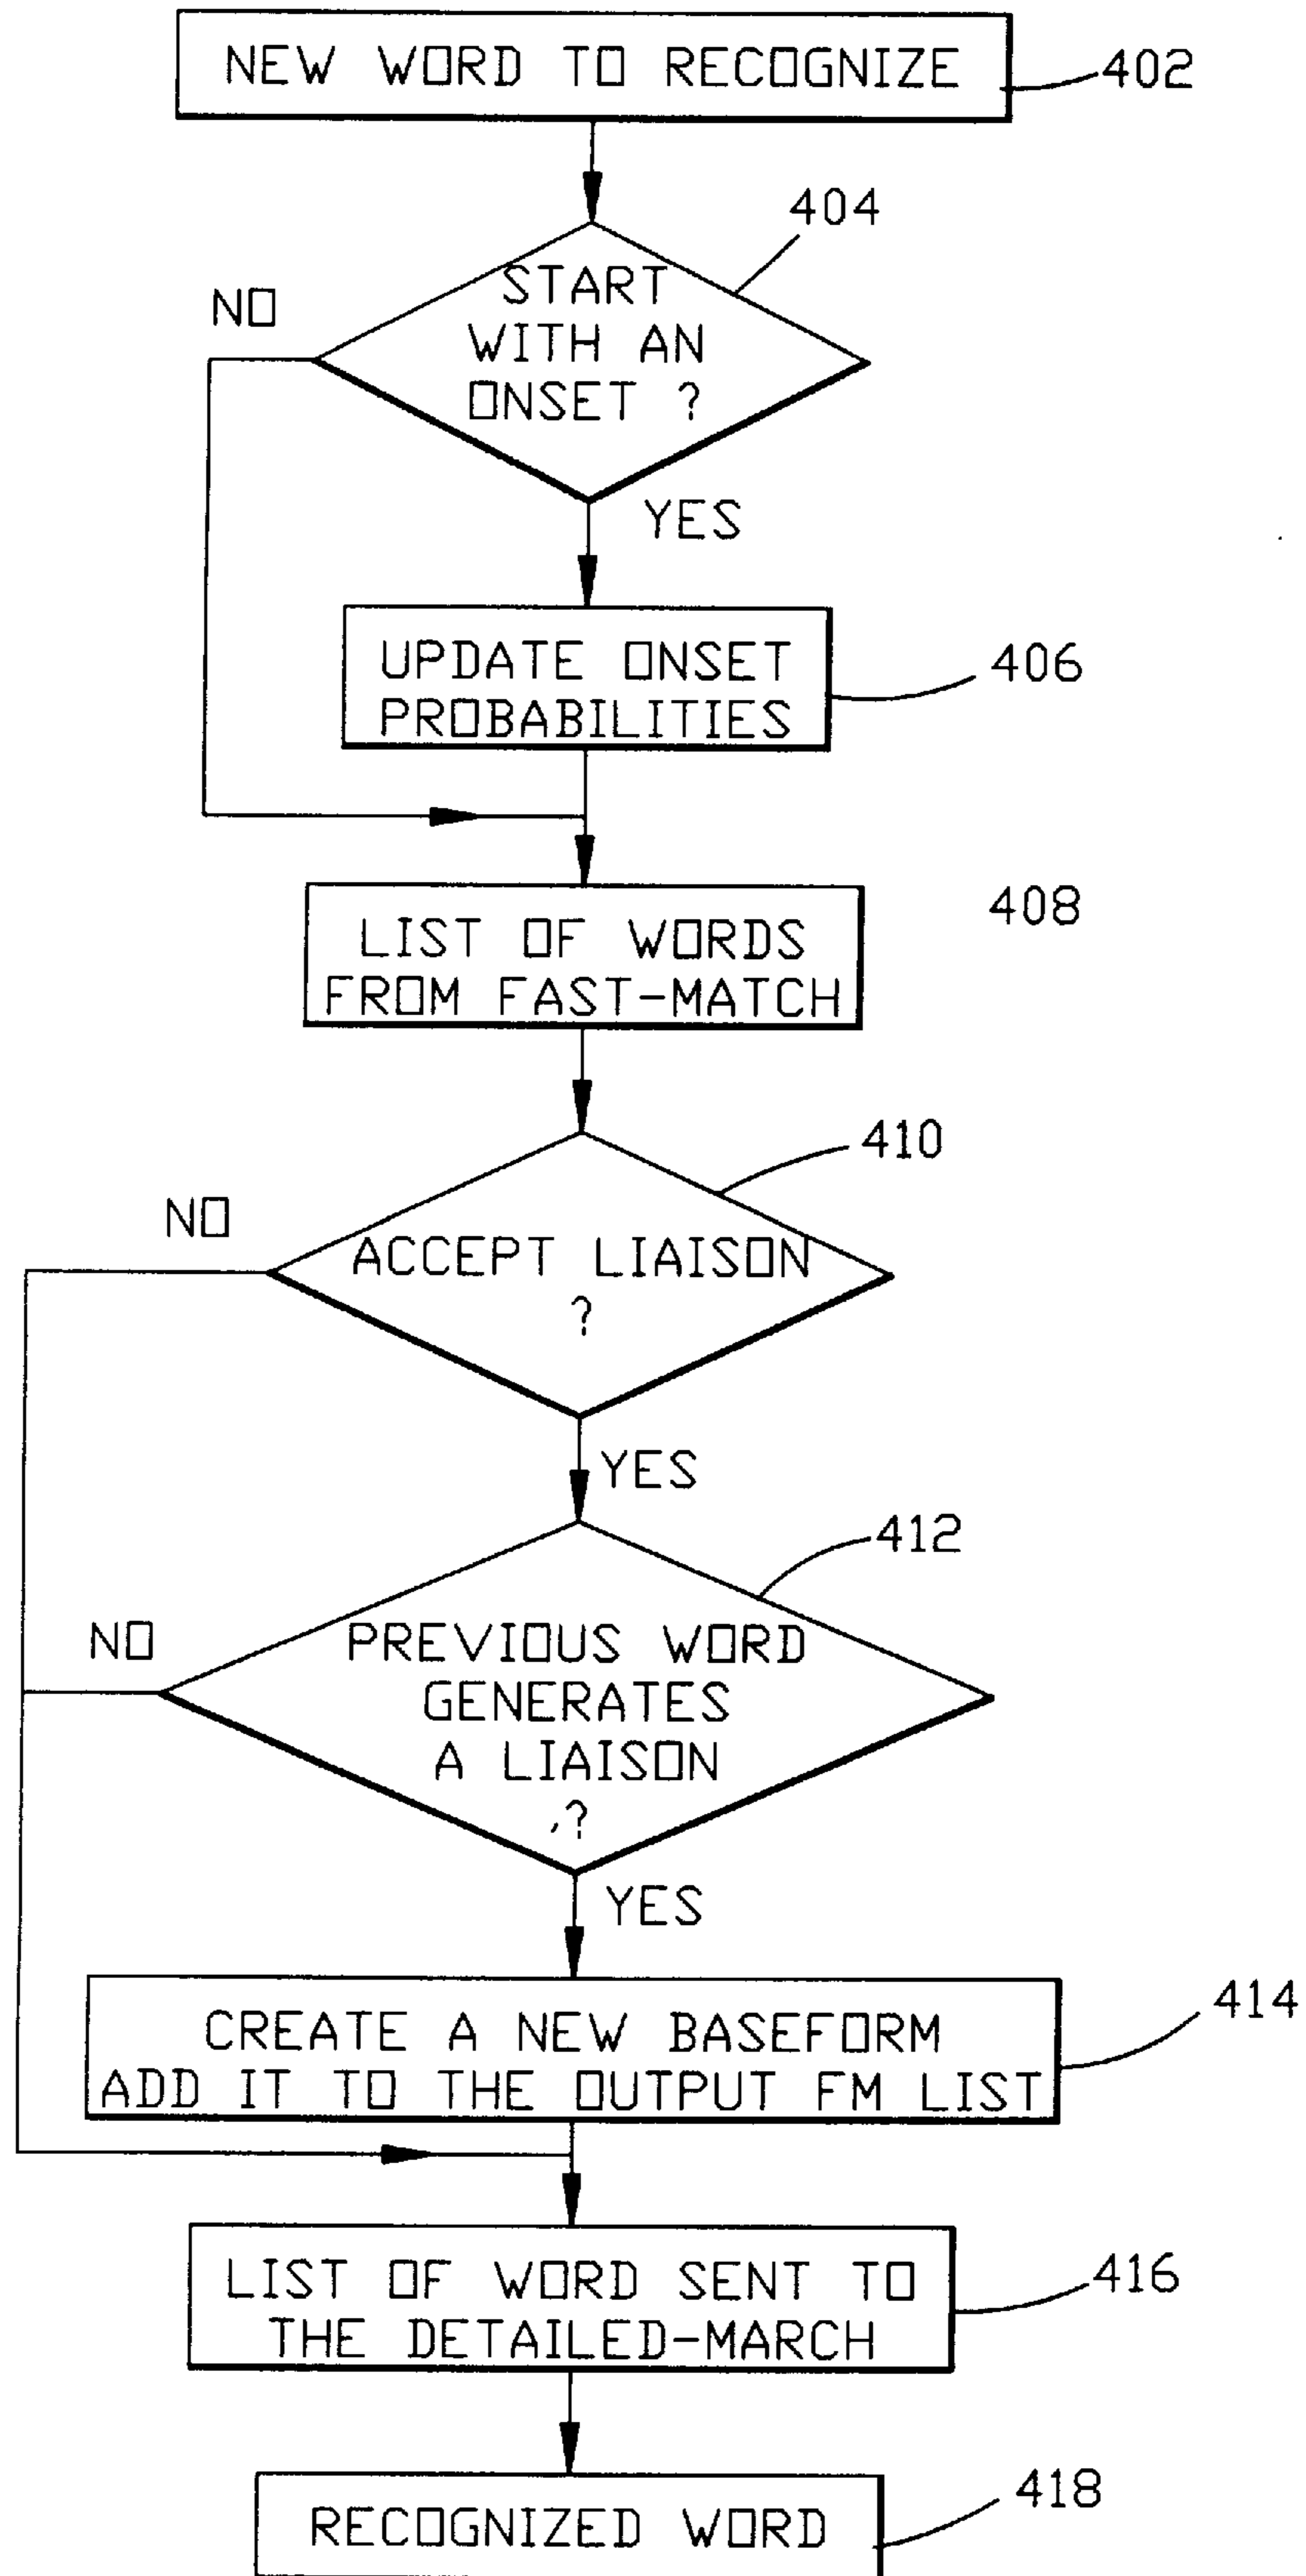 NEW WORD TO RECOGNIZE
402
404
START
WITH AN
ONSET ?
NO
YES
UPDATE ONSET
PROBABILITIES
406
LIST OF WORDS
FROM FAST-MATCH
408
410
NO
ACCEPT LIAISON
?
YES
412
NO
PREVIOUS WORD
GENERATES
A LIAISON
?
YES
CREATE A NEW BASEFORM
ADD IT TO THE OUTPUT FM LIST
414
LIST OF WORD SENT TO
THE DETAILED-MARCH
416
RECOGNIZED WORD
418